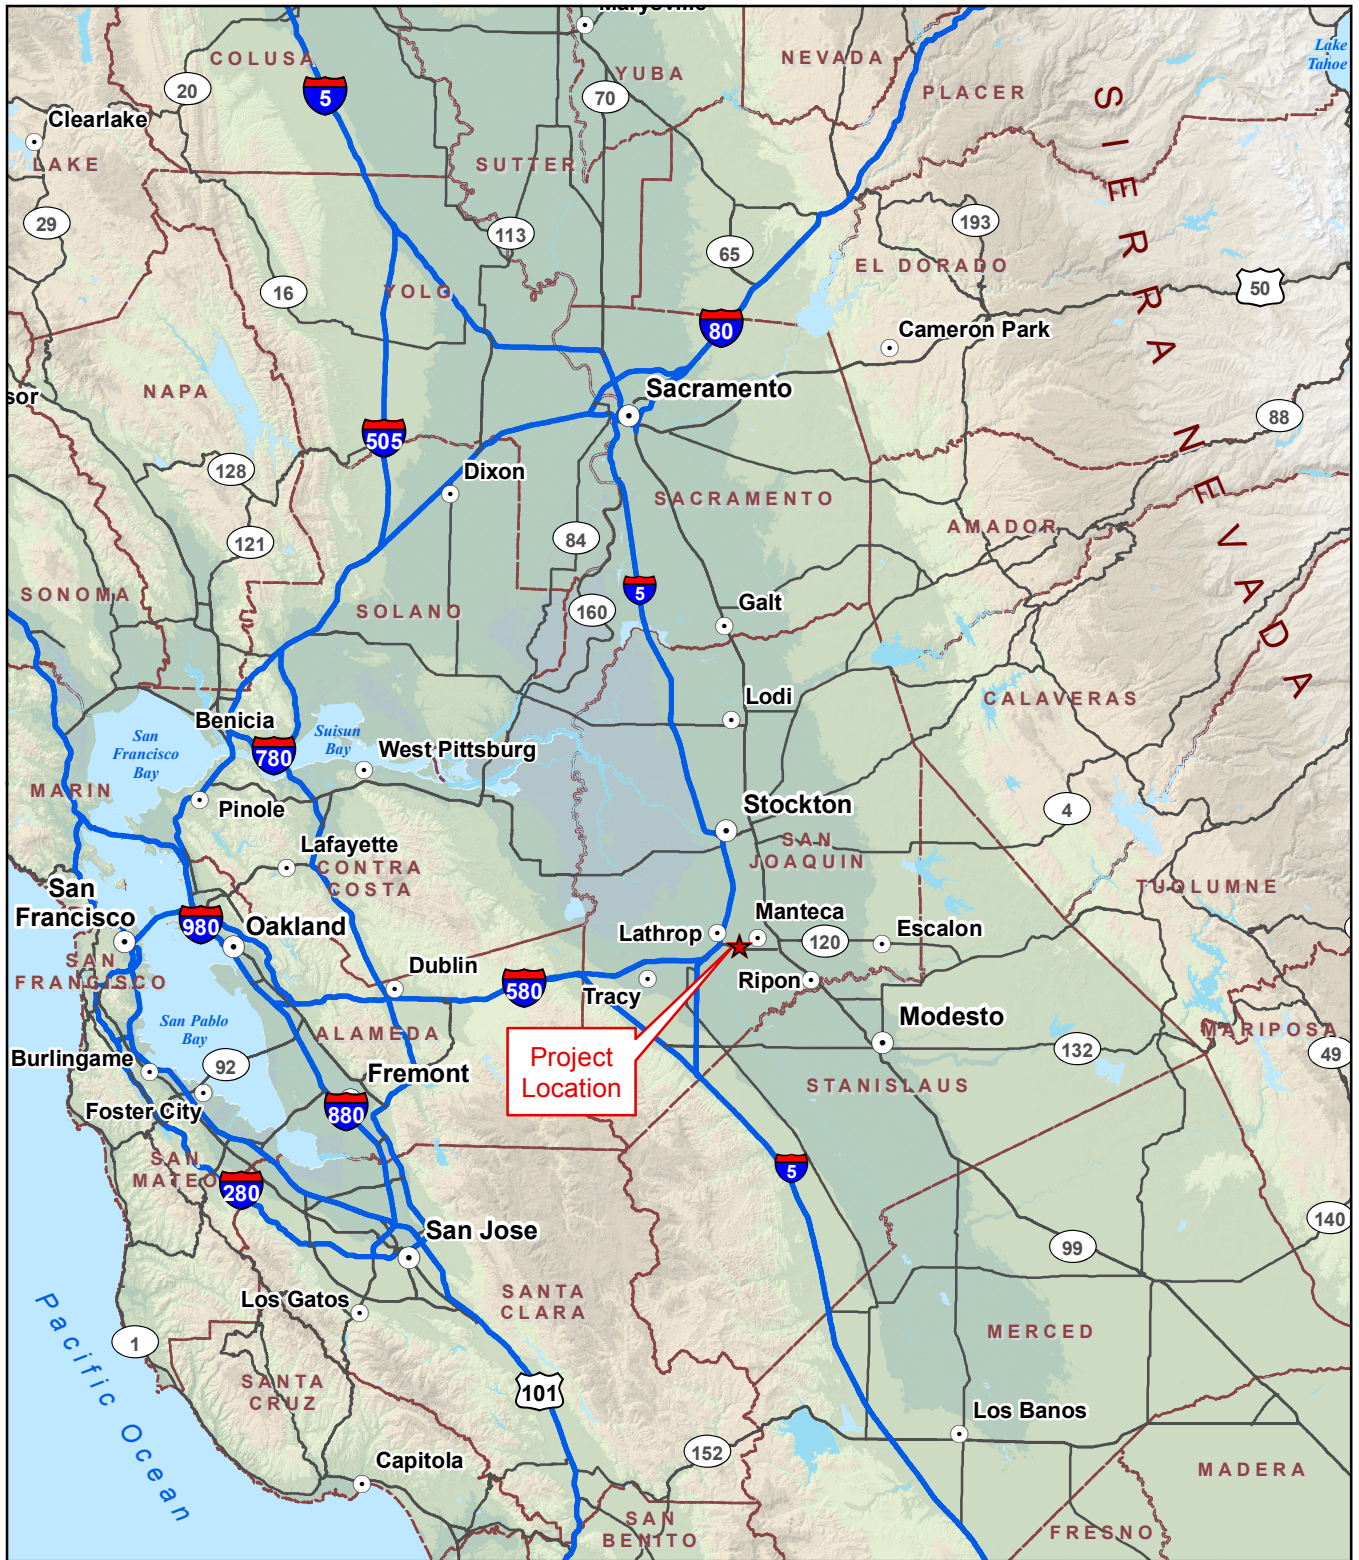 Marysville
COLUSA
NEVADA
YUBA
Lake
Tahoe
5
20
70
PLACER
Clearlake
LAKE
SUTTER
SIERRA NEVADA
29
113
193
65
EL DORADO
16
YOLO
50
80
Cameron Park
NAPA
sor
Sacramento
88
505
128
Dixon
SACRAMENTO
AMADOR
121
84
SONOMA
5
SOLANO
160
Galt
CALAVERAS
Lodi
Benicia
San
Francisco
Bay
Suisun
Bay
780
West Pittsburg
MARIN
Pinole
Stockton
4
SAN
JOAQUIN
Lafayette
CONTRA
COSTA
TUOLUMNE
San
Francisco
980
Oakland
Lathrop
Manteca
120
Escalon
SAN
FRANCISCO
Dublin
580
Tracy
Ripon
San Pablo
Bay
ALAMEDA
Modesto
MARIPOSA
Burlingame
92
Project
Location
132
49
Fremont
STANISLAUS
Foster City
880
SAN
MATEO
5
280
140
San Jose
99
SANTA
CLARA
Los Gatos
Pacific Ocean
1
MERCED
SANTA
CRUZ
101
Los Banos
152
Capitola
MADERA
SAN
BENITO
FRESNO